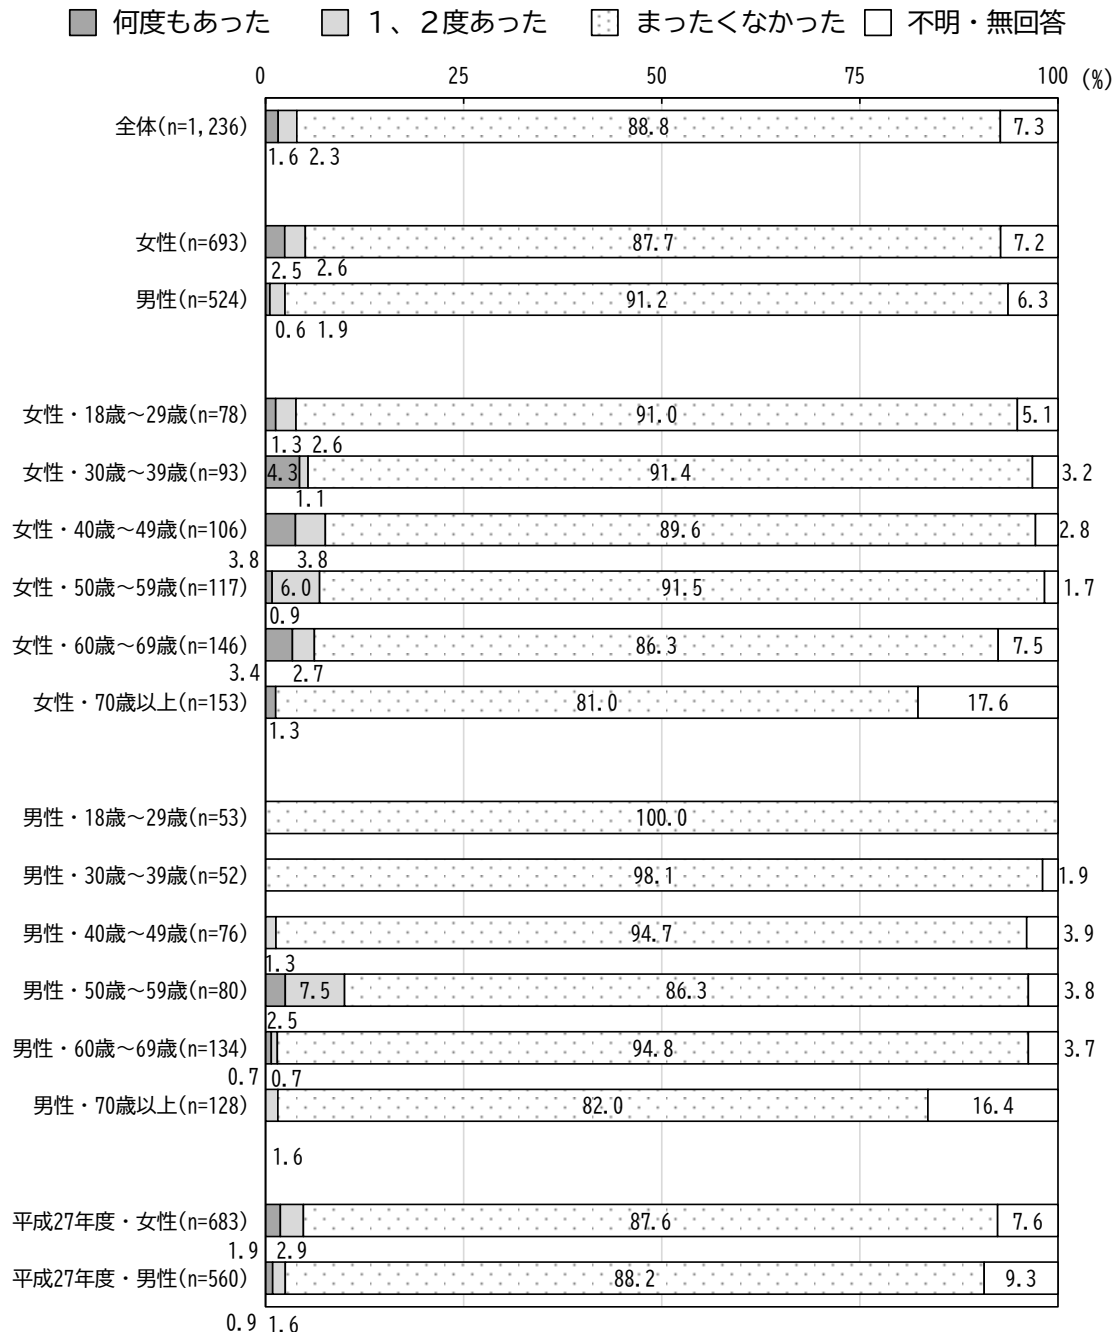 何度もあった １、２度あった まったくなかった 不明・無回答
0 25 50 75 100 (%)
全体(n=1,236) 88.8 7.3
1.6 2.3
女性(n=693) 87.7 7.2
2.5 2.6
男性(n=524) 91.2 6.3
0.6 1.9
女性・18歳～29歳(n=78) 91.0 5.1
1.3 2.6
女性・30歳～39歳(n=93) 4.3 91.4 3.2
1.1
女性・40歳～49歳(n=106) 89.6 2.8
3.8 3.8
女性・50歳～59歳(n=117) 6.0 91.5 1.7
0.9
女性・60歳～69歳(n=146) 86.3 7.5
3.4 2.7
女性・70歳以上(n=153) 81.0 17.6
1.3
男性・18歳～29歳(n=53) 100.0
男性・30歳～39歳(n=52) 98.1 1.9
男性・40歳～49歳(n=76) 94.7 3.9
1.3
男性・50歳～59歳(n=80) 7.5 86.3 3.8
2.5
男性・60歳～69歳(n=134) 94.8 3.7
0.7 0.7
男性・70歳以上(n=128) 82.0 16.4
1.6
平成27年度・女性(n=683) 87.6 7.6
1.9 2.9
平成27年度・男性(n=560) 88.2 9.3
0.9 1.6